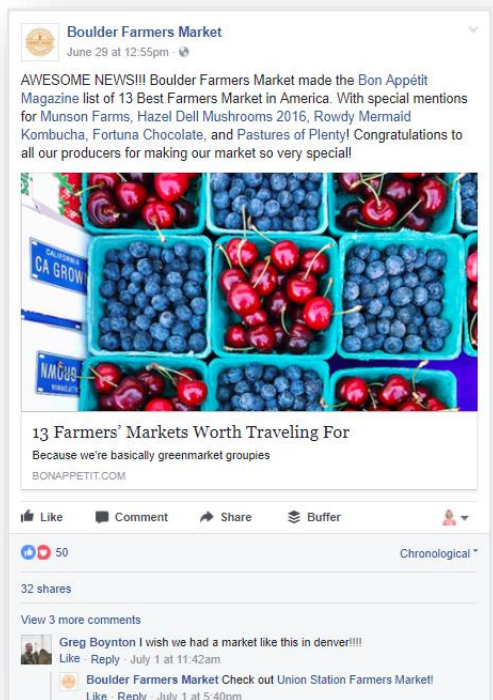 Boulder Farmers Market
June 29 at 12:55pm ·
AWESOME NEWS!!! Boulder Farmers Market made the Bon Appétit
Magazine list of 13 Best Farmers Market in America. With special mentions
for Munson Farms, Hazel Dell Mushrooms 2016, Rowdy Mermaid
Kombucha, Fortuna Chocolate, and Pastures of Plenty! Congratulations to
all our producers for making our market so very special!
CALIFORNIA
CA GROWN
13 Farmers' Markets Worth Traveling For
Because we're basically greenmarket groupies
BONAPPETIT.COM
Like Comment Share Buffer
50 Chronological
32 shares
View 3 more comments
Greg Boynton I wish we had a market like this in denver!!!!
Like · Reply · July 1 at 11:42am
Boulder Farmers Market Check out Union Station Farmers Market!
Like · Reply · July 1 at 5:40pm